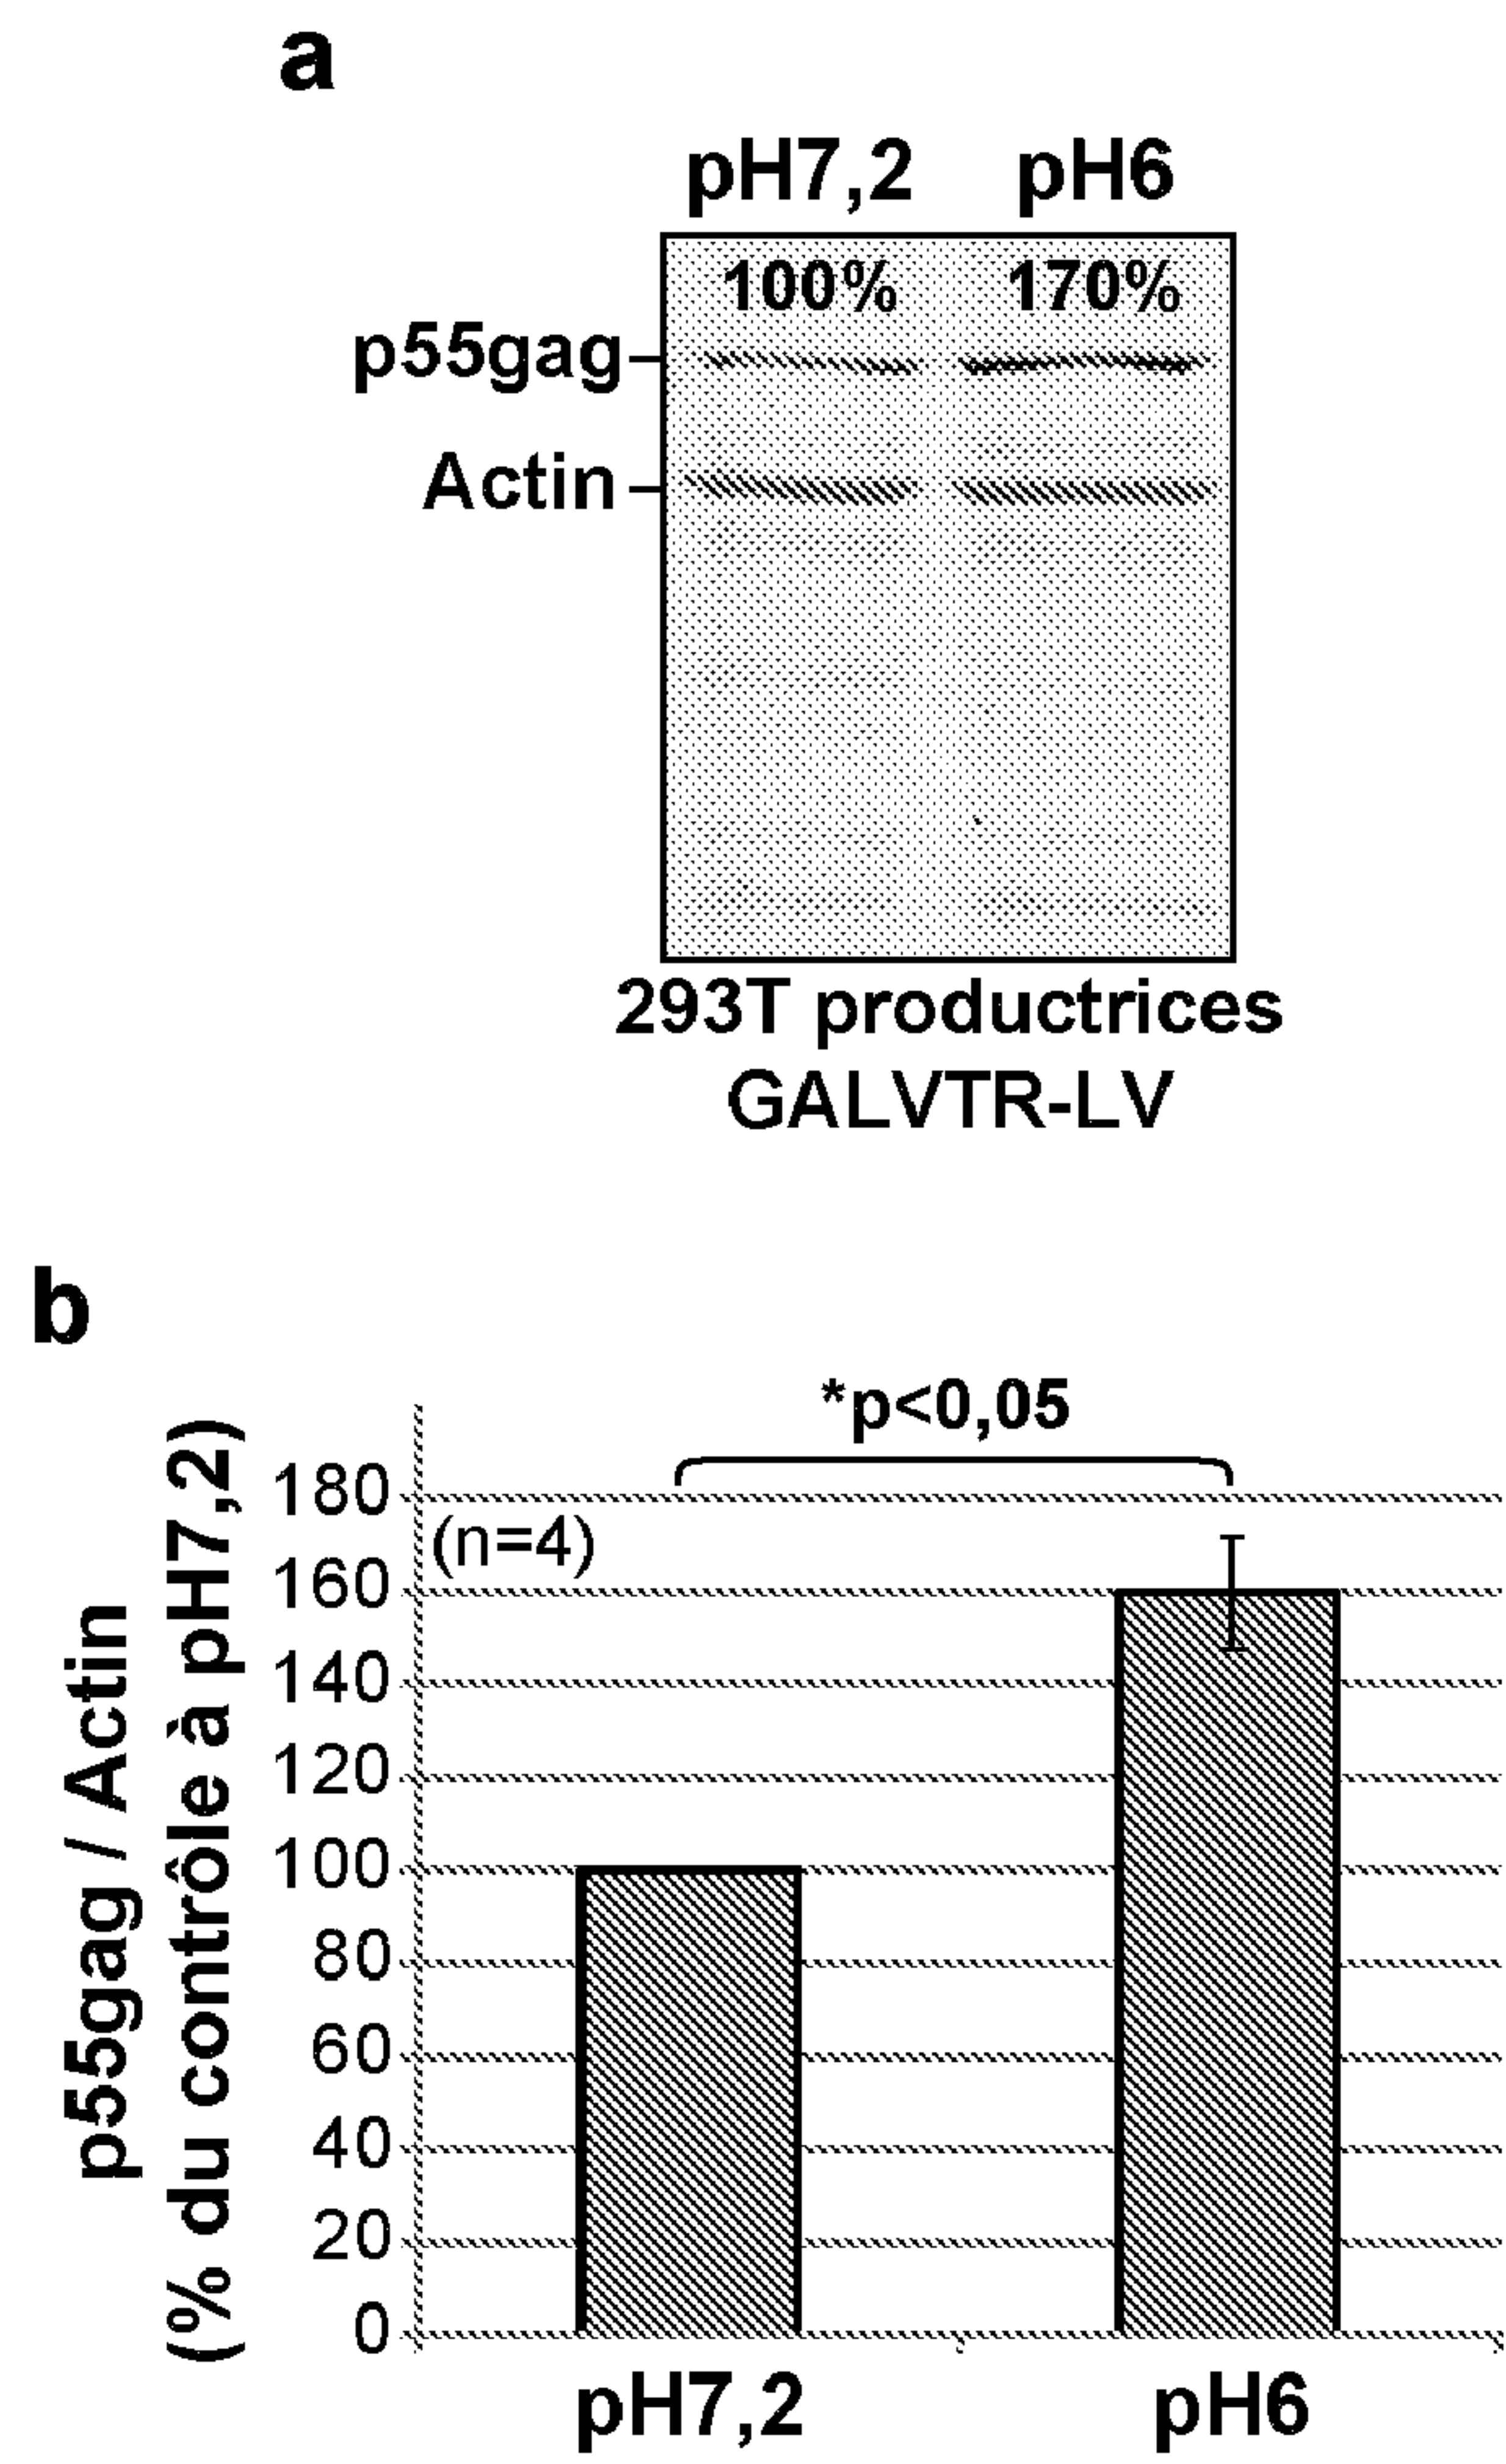 a
pH7,2 pH6
100% 170%
p55gag
Actin
293T productrices
GALVTR-LV
b
*p<0,05
p55gag / Actin
(% du contrôle à pH7,2)
180
(n=4)
160
140
120
100
80
60
40
20
0
pH7,2 pH6